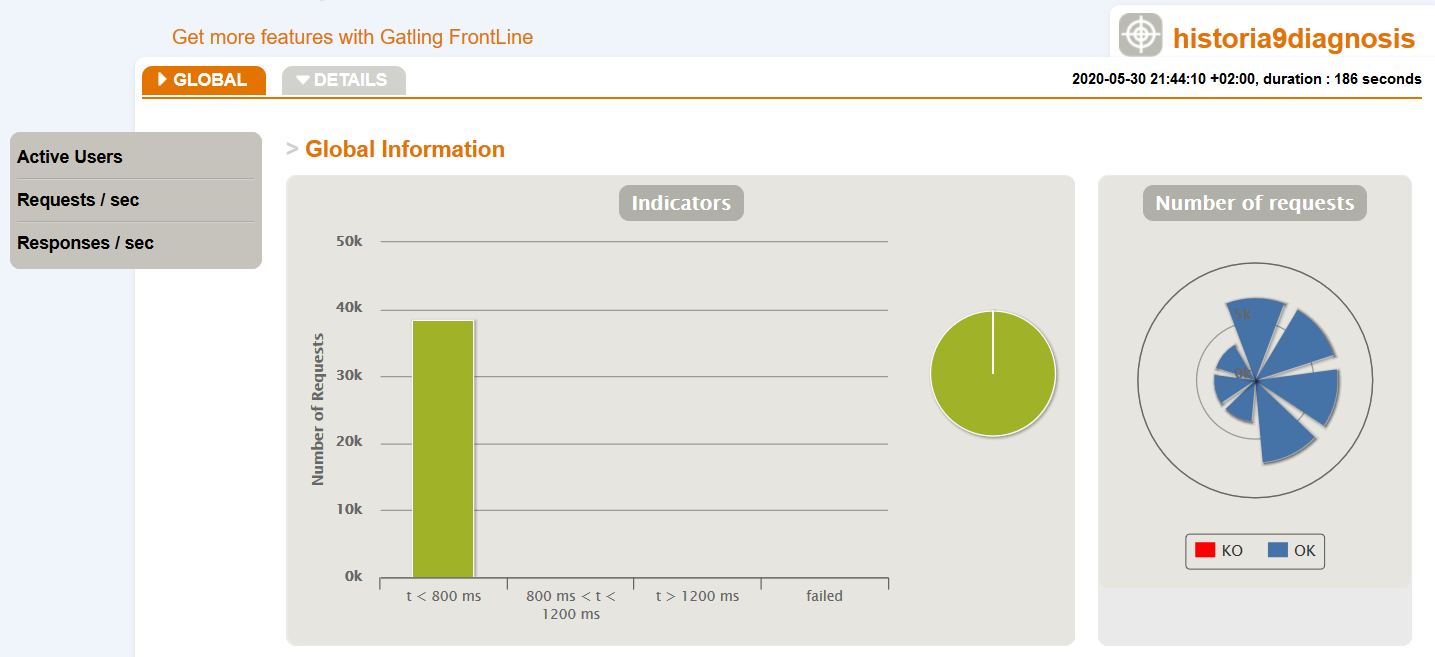 Get more features with Gatling FrontLine
historia9diagnosis
GLOBAL
DETAILS
2020-05-30 21:44:10 +02:00, duration : 186 seconds
Active Users
Requests / sec
Responses / sec
> Global Information
Indicators
Number of Requests
50k
40k
30k
20k
10k
0k
t < 800 ms
800 ms < t <
1200 ms
t > 1200 ms
failed
Number of requests
5k
0k
KO
OK